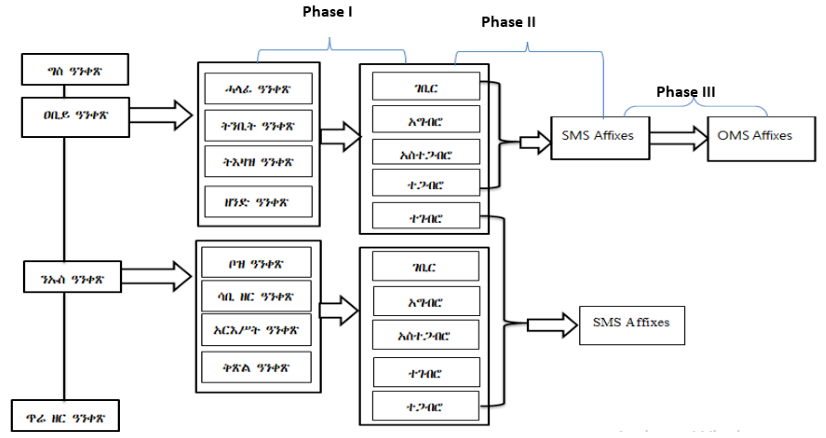 Phase I
Phase II
Phase III
ግስ ዓንቀጽ
ዐቢይ ዓንቀጽ
ንኡስ ዓንቀጽ
ጥሬ ዘር ዓንቀጽ
ሓላፊ ዓንቀጽ
ትንቢት ዓንቀጽ
ትእዛዝ ዓንቀጽ
ዘንድ ዓንቀጽ
ቦዝ ዓንቀጽ
ሳቢ ዘር ዓንቀጽ
አርእሥት ዓንቀጽ
ቅጽል ዓንቀጽ
ገቢር
አግብሮ
አስተጋብሮ
ተጋብሮ
ተገብሮ
ገቢር
አግብሮ
አስተጋብሮ
ተገብሮ
ተጋብሮ
SMS Affixes
OMS Affixes
SMS Affixes